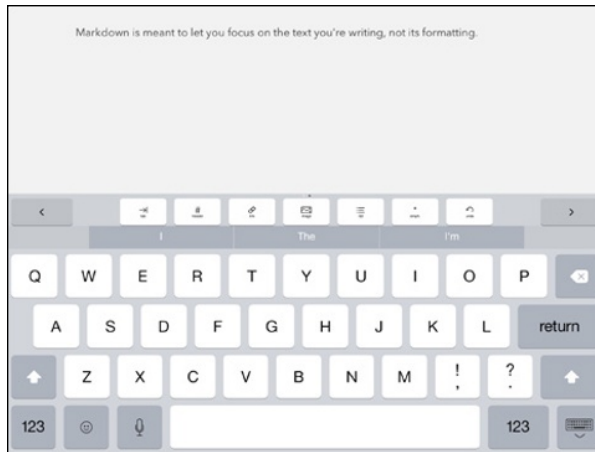 Markdown is meant to let you focus on the text you're writing, not its formatting.
I The I'm
Q W E R T Y U I O P
A S D F G H J K L return
Z X C V B N M ! , ? .
123 123